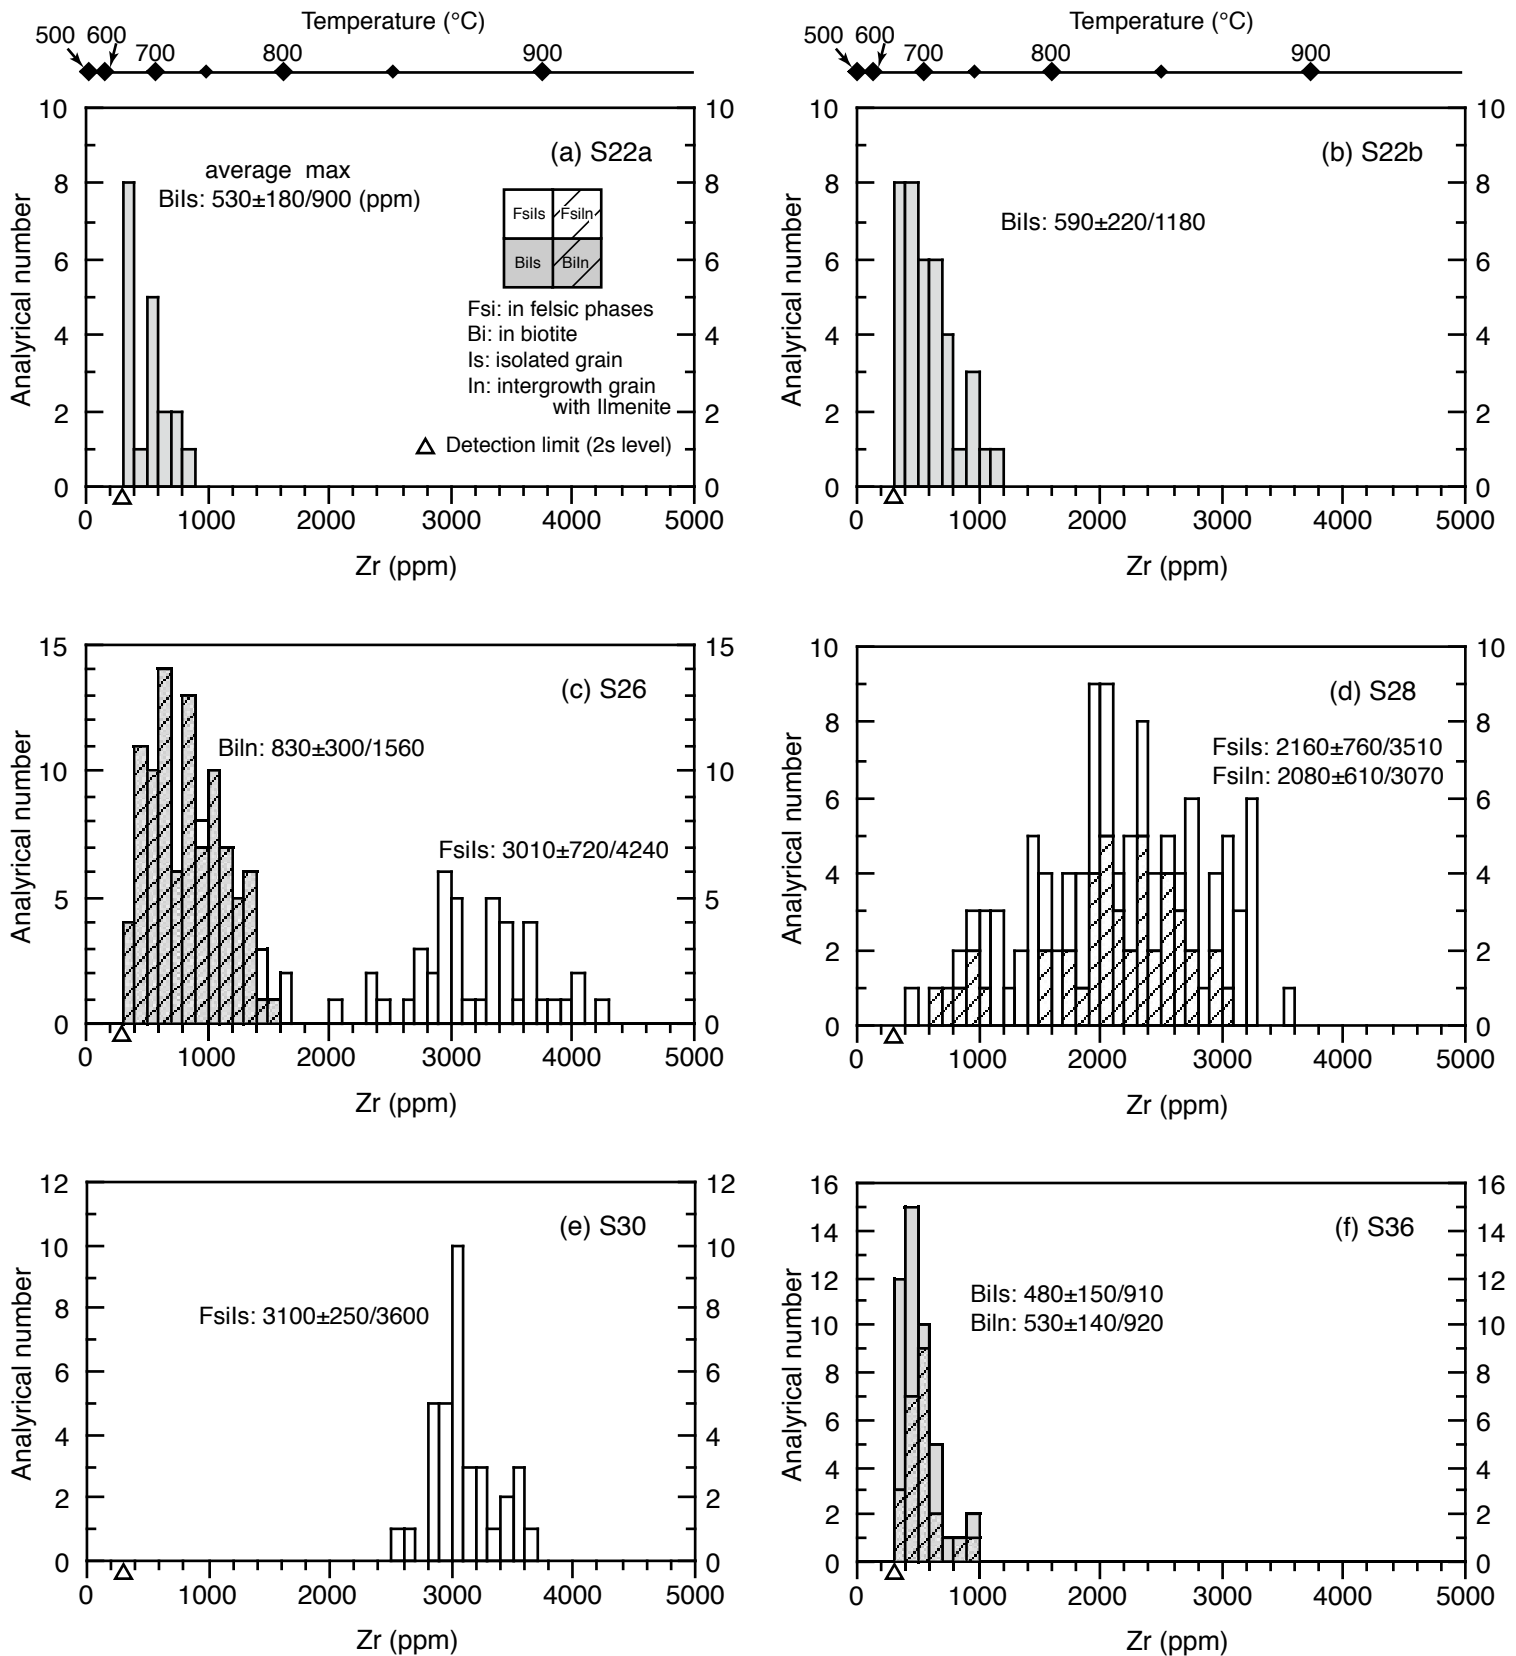 Temperature (°C)
500 600 700 800 900
10 10
8 8
6 6
4 4
2 2
0 0
0 1000 2000 3000 4000 5000
Analyrical number
Zr (ppm)
(a) S22a
average max
BiIs: 530±180/900 (ppm)
FsiIs FsiIn
BiIs BiIn
Fsi: in felsic phases
Bi: in biotite
Is: isolated grain
In: intergrowth grain
with Ilmenite
Detection limit (2s level)
Temperature (°C)
500 600 700 800 900
10 10
8 8
6 6
4 4
2 2
0 0
0 1000 2000 3000 4000 5000
Analyrical number
Zr (ppm)
(b) S22b
BiIs: 590±220/1180
15 15
10 10
5 5
0 0
0 1000 2000 3000 4000 5000
Analyrical number
Zr (ppm)
(c) S26
BiIn: 830±300/1560
FsiIs: 3010±720/4240
10 10
8 8
6 6
4 4
2 2
0 0
0 1000 2000 3000 4000 5000
Analyrical number
Zr (ppm)
(d) S28
FsiIs: 2160±760/3510
FsiIn: 2080±610/3070
12 12
10 10
8 8
6 6
4 4
2 2
0 0
0 1000 2000 3000 4000 5000
Analyrical number
Zr (ppm)
(e) S30
FsiIs: 3100±250/3600
16 16
14 14
12 12
10 10
8 8
6 6
4 4
2 2
0 0
0 1000 2000 3000 4000 5000
Analyrical number
Zr (ppm)
(f) S36
BiIs: 480±150/910
BiIn: 530±140/920